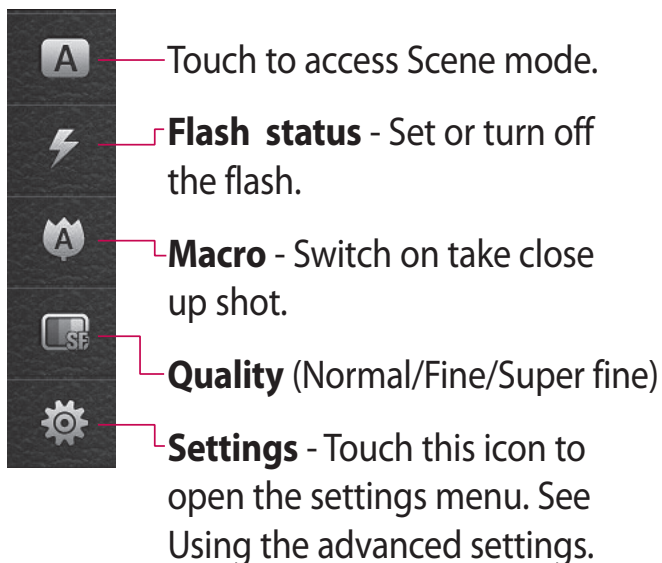 A
Touch to access Scene mode.
Flash status - Set or turn off
the flash.
A
Macro - Switch on take close
up shot.
SF
Quality (Normal/Fine/Super fine)
Settings - Touch this icon to
open the settings menu. See
Using the advanced settings.